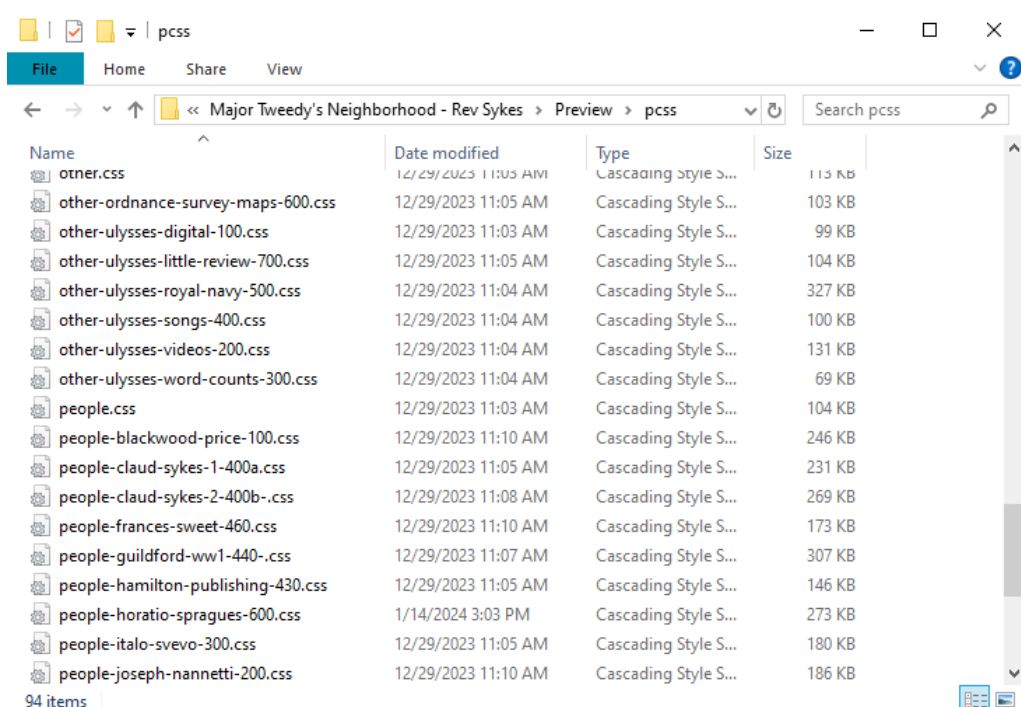 pcss
File Home Share View
« Major Tweedy's Neighborhood - Rev Sykes > Preview > pcss Search pcss
Name Date modified Type Size
other.css 12/29/2023 11:03 AM Cascading Style S... 113 KB
other-ordnance-survey-maps-600.css 12/29/2023 11:05 AM Cascading Style S... 103 KB
other-ulysses-digital-100.css 12/29/2023 11:03 AM Cascading Style S... 99 KB
other-ulysses-little-review-700.css 12/29/2023 11:05 AM Cascading Style S... 104 KB
other-ulysses-royal-navy-500.css 12/29/2023 11:04 AM Cascading Style S... 327 KB
other-ulysses-songs-400.css 12/29/2023 11:04 AM Cascading Style S... 100 KB
other-ulysses-videos-200.css 12/29/2023 11:04 AM Cascading Style S... 131 KB
other-ulysses-word-counts-300.css 12/29/2023 11:04 AM Cascading Style S... 69 KB
people.css 12/29/2023 11:03 AM Cascading Style S... 104 KB
people-blackwood-price-100.css 12/29/2023 11:10 AM Cascading Style S... 246 KB
people-claud-sykes-1-400a.css 12/29/2023 11:05 AM Cascading Style S... 231 KB
people-claud-sykes-2-400b-.css 12/29/2023 11:08 AM Cascading Style S... 269 KB
people-frances-sweet-460.css 12/29/2023 11:10 AM Cascading Style S... 173 KB
people-guildford-ww1-440-.css 12/29/2023 11:07 AM Cascading Style S... 307 KB
people-hamilton-publishing-430.css 12/29/2023 11:05 AM Cascading Style S... 146 KB
people-horatio-spragues-600.css 1/14/2024 3:03 PM Cascading Style S... 273 KB
people-italo-svevo-300.css 12/29/2023 11:05 AM Cascading Style S... 180 KB
people-joseph-nannetti-200.css 12/29/2023 11:10 AM Cascading Style S... 186 KB
94 items